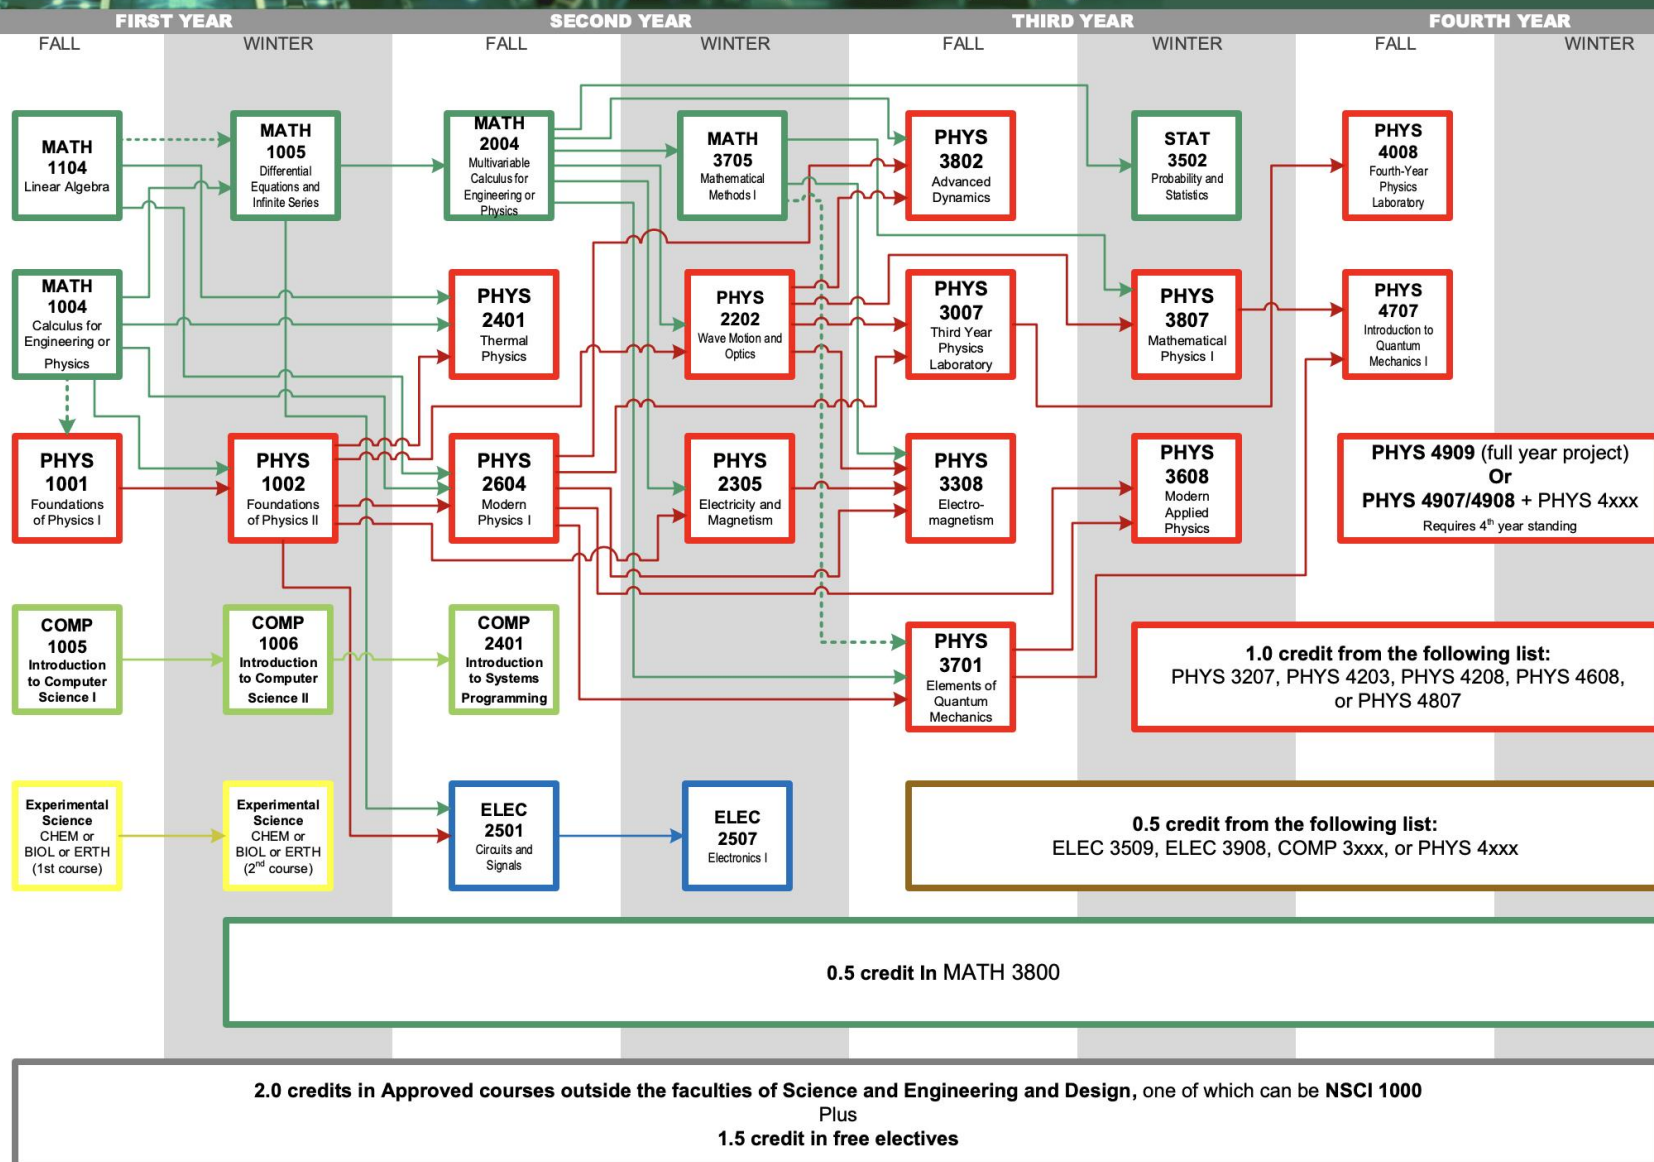 FIRST YEAR
SECOND YEAR
THIRD YEAR
FOURTH YEAR
FALL
WINTER
FALL
WINTER
FALL
WINTER
FALL
WINTER
MATH
1104
Linear Algebra
MATH
1005
Differential
Equations and
Infinite Series
MATH
2004
Multivariable
Calculus for
Engineering or
Physics
MATH
3705
Mathematical
Methods I
PHYS
3802
Advanced
Dynamics
STAT
3502
Probability and
Statistics
PHYS
4008
Fourth-Year
Physics
Laboratory
MATH
1004
Calculus for
Engineering or
Physics
PHYS
2401
Thermal
Physics
PHYS
2202
Wave Motion and
Optics
PHYS
3007
Third Year
Physics
Laboratory
PHYS
3807
Mathematical
Physics I
PHYS
4707
Introduction to
Quantum
Mechanics I
PHYS
1001
Foundations
of Physics I
PHYS
1002
Foundations
of Physics II
PHYS
2604
Modern
Physics I
PHYS
2305
Electricity and
Magnetism
PHYS
3308
Electro-
magnetism
PHYS
3608
Modern
Applied
Physics
PHYS 4909 (full year project)
Or
PHYS 4907/4908 + PHYS 4xxx
Requires 4th year standing
COMP
1005
Introduction
to Computer
Science I
COMP
1006
Introduction
to Computer
Science II
COMP
2401
Introduction
to Systems
Programming
PHYS
3701
Elements of
Quantum
Mechanics
1.0 credit from the following list:
PHYS 3207, PHYS 4203, PHYS 4208, PHYS 4608,
or PHYS 4807
Experimental
Science
CHEM or
BIOL or ERTH
(1st course)
Experimental
Science
CHEM or
BIOL or ERTH
(2nd course)
ELEC
2501
Circuits and
Signals
ELEC
2507
Electronics I
0.5 credit from the following list:
ELEC 3509, ELEC 3908, COMP 3xxx, or PHYS 4xxx
0.5 credit In MATH 3800
2.0 credits in Approved courses outside the faculties of Science and Engineering and Design, one of which can be NSCI 1000
Plus
1.5 credit in free electives